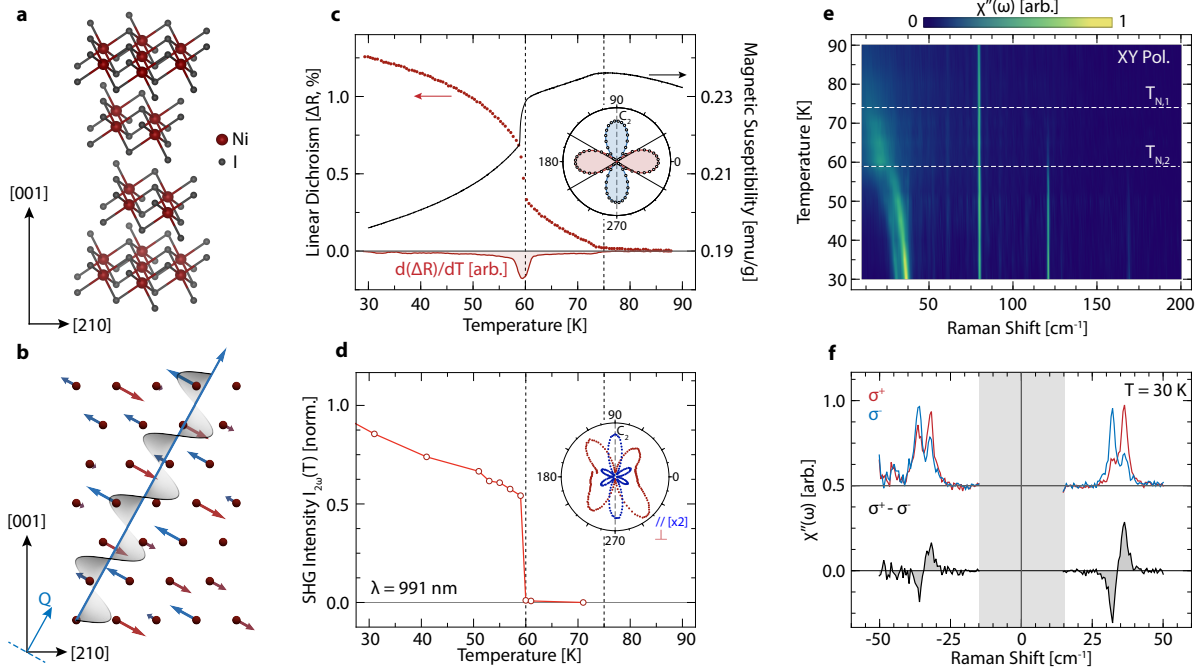 a
Ni
I
[001]
[210]
b
[001]
Q
[210]
c
Linear Dichroism [ΔR, %]
1.0
0.5
0.0
C2
90
180
0
270
d(ΔR)/dT [arb.]
0.23
0.21
0.19
Magnetic Suseptibility [emu/g]
30 40 50 60 70 80 90
Temperature [K]
d
SHG Intensity I2ω(T) [norm.]
1.0
0.5
0.0
90
C2
180
0
270
// [x2]
⊥
λ = 991 nm
30 40 50 60 70 80 90
Temperature [K]
e
χ''(ω) [arb.]
0 1
XY Pol.
TN,1
TN,2
Temperature [K]
90
80
70
60
50
40
30
50 100 150 200
Raman Shift [cm-1]
f
σ+
σ-
T = 30 K
σ+ - σ-
χ''(ω) [arb.]
1.0
0.5
0.0
-50 -25 0 25 50
Raman Shift [cm-1]